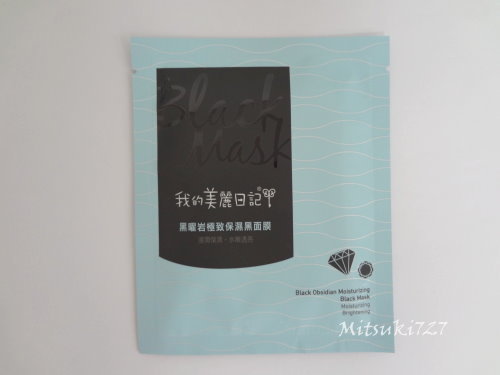 Black
Mask
我的美麗日記
黑曜岩極致保濕黑面膜
Black Obsidian Moisturizing
Black Mask
Moisturizing
Brightening
Mitsuki727